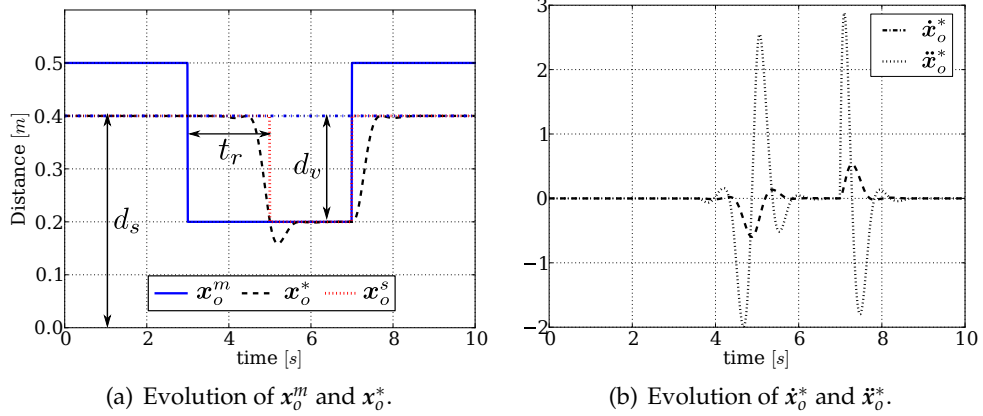 0.5
0.4
0.3
0.2
0.1
0.0
Distance [m]
0 2 4 6 8 10
time [s]
t_r
d_v
d_s
x_o^m x_o^* x_o^s
(a) Evolution of x_o^m and x_o^*.
3
2
1
0
−1
−2
0 2 4 6 8 10
time [s]
ẋ_o^*
ẍ_o^*
(b) Evolution of ẋ_o^* and ẍ_o^*.